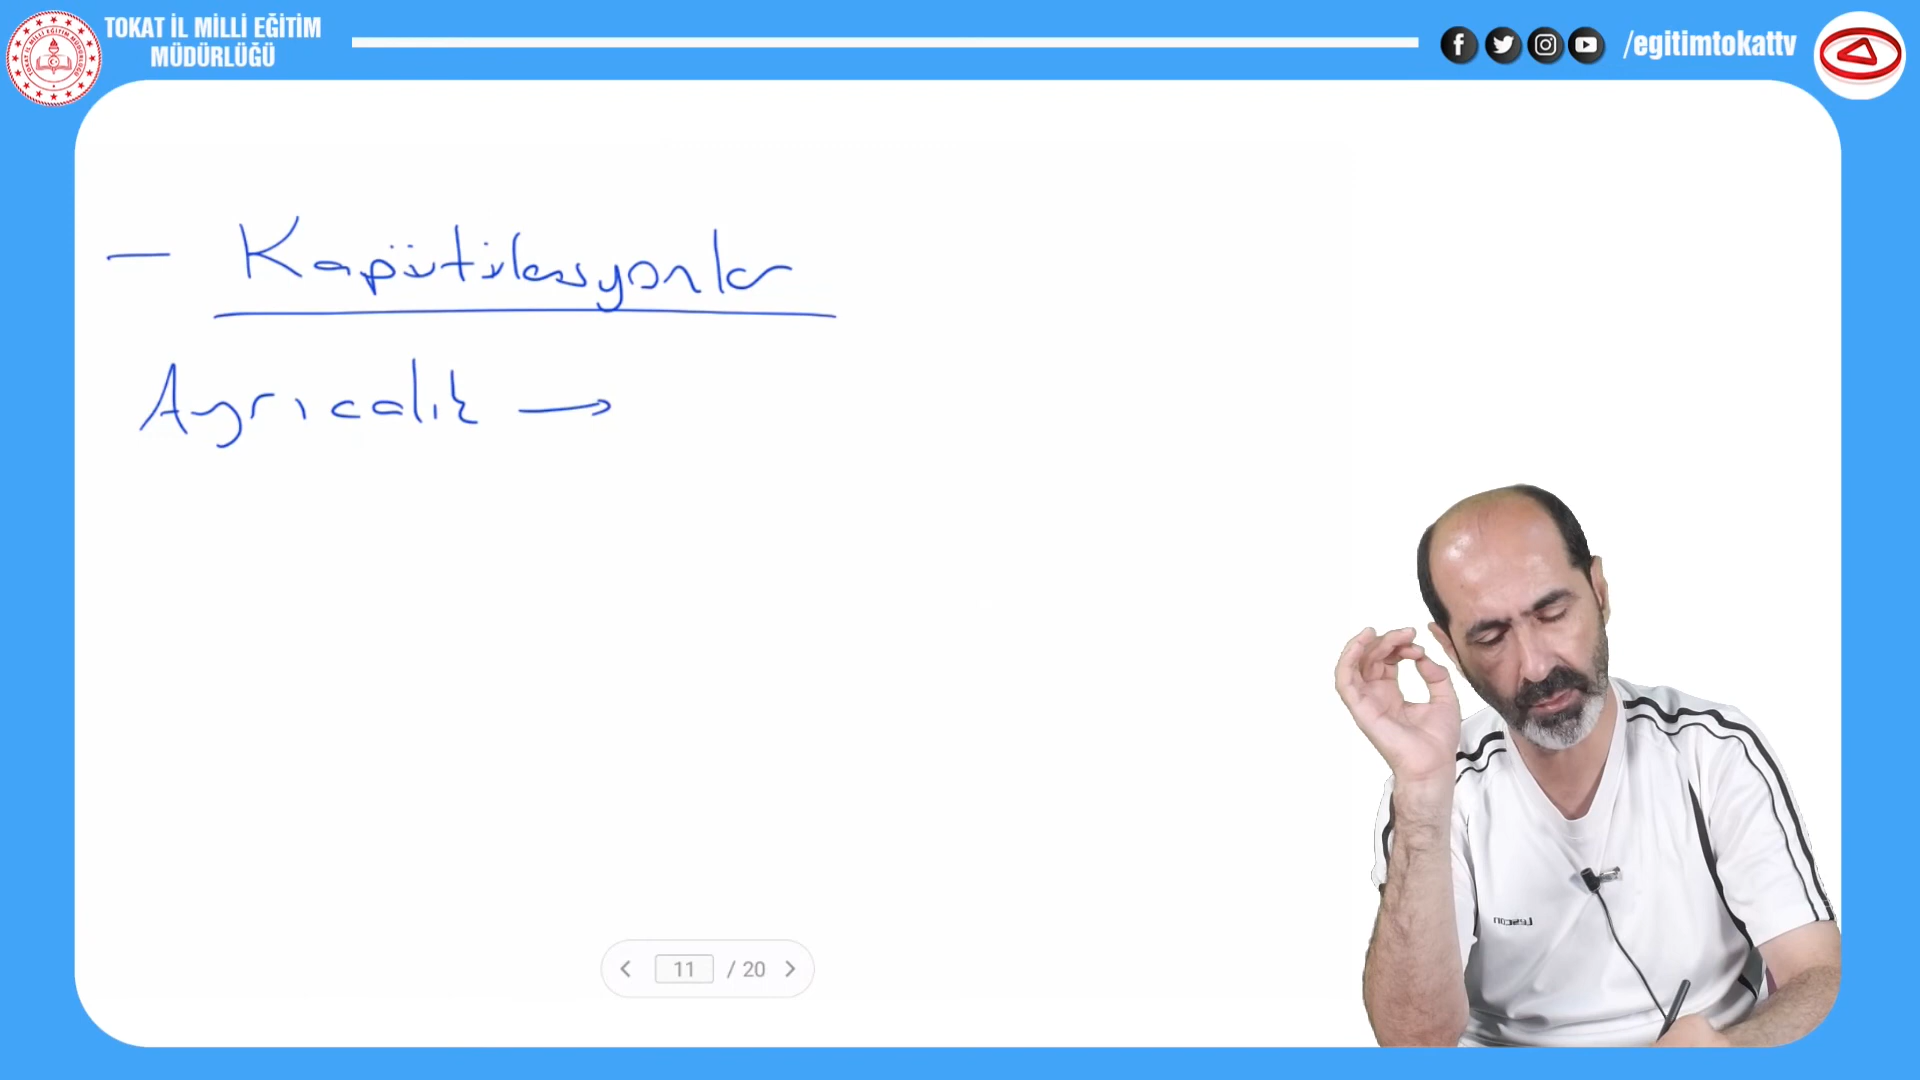 TOKAT İL MİLLİ EĞİTİM
MÜDÜRLÜĞÜ
/egitimtokattv
- Kapitülasyonlar
Ayrıcalık →
11 / 20